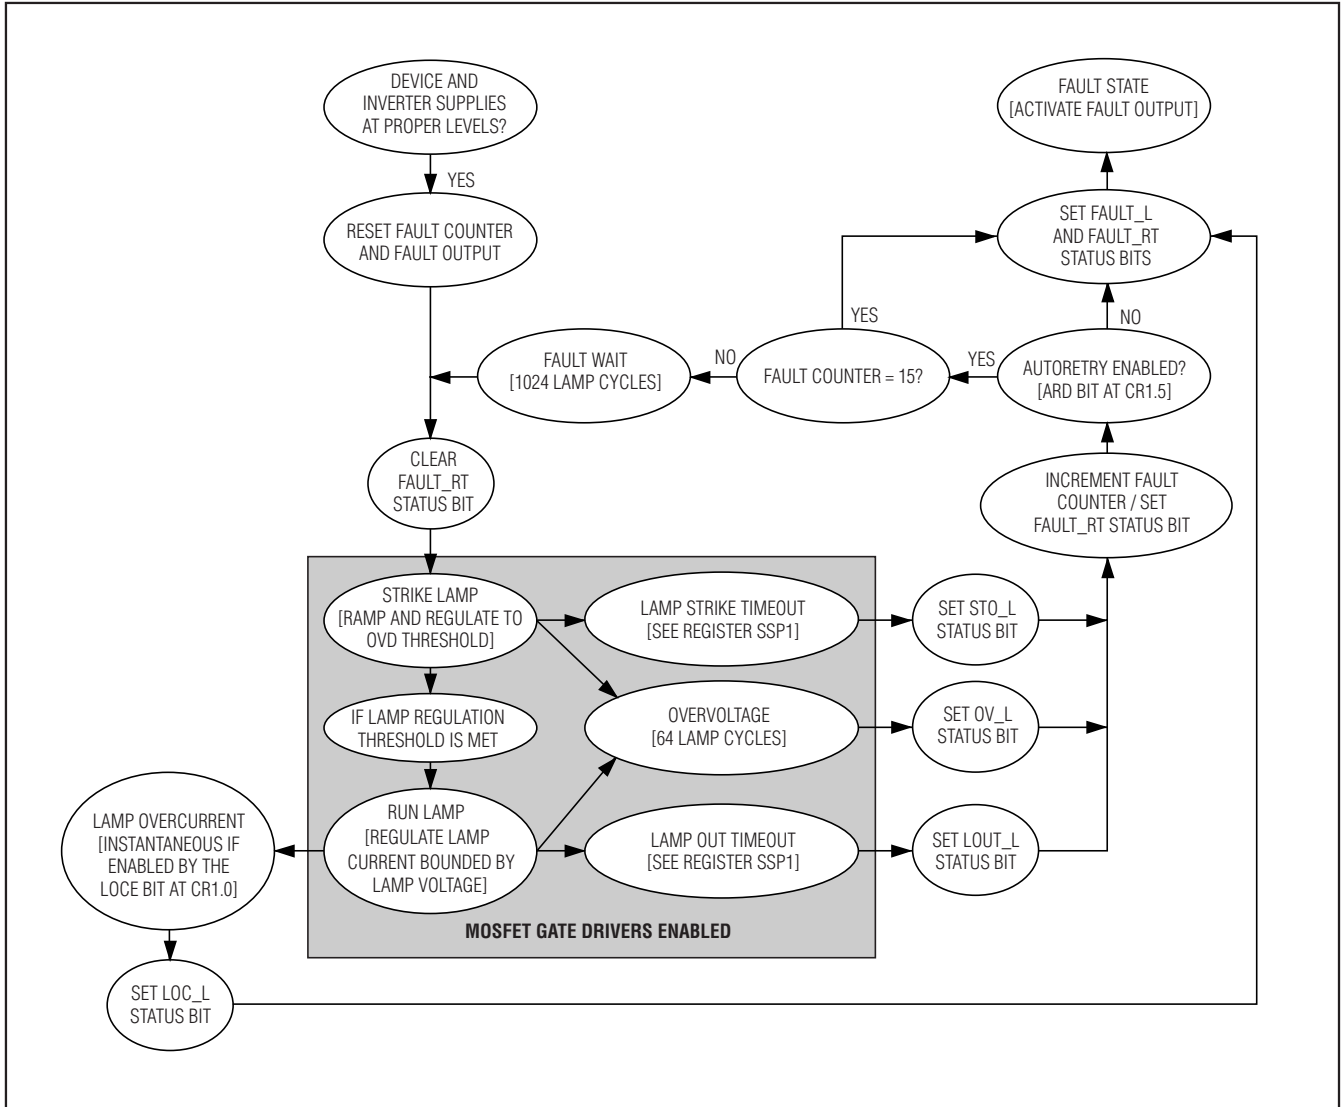 DEVICE AND
INVERTER SUPPLIES
AT PROPER LEVELS?
YES
RESET FAULT COUNTER
AND FAULT OUTPUT
FAULT STATE
[ACTIVATE FAULT OUTPUT]
SET FAULT_L
AND FAULT_RT
STATUS BITS
NO
AUTORETRY ENABLED?
[ARD BIT AT CR1.5]
YES
FAULT COUNTER = 15?
YES
NO
FAULT WAIT
[1024 LAMP CYCLES]
CLEAR
FAULT_RT
STATUS BIT
INCREMENT FAULT
COUNTER / SET
FAULT_RT STATUS BIT
STRIKE LAMP
[RAMP AND REGULATE TO
OVD THRESHOLD]
LAMP STRIKE TIMEOUT
[SEE REGISTER SSP1]
SET STO_L
STATUS BIT
IF LAMP REGULATION
THRESHOLD IS MET
OVERVOLTAGE
[64 LAMP CYCLES]
SET OV_L
STATUS BIT
RUN LAMP
[REGULATE LAMP
CURRENT BOUNDED BY
LAMP VOLTAGE]
LAMP OUT TIMEOUT
[SEE REGISTER SSP1]
SET LOUT_L
STATUS BIT
LAMP OVERCURRENT
[INSTANTANEOUS IF
ENABLED BY THE
LOCE BIT AT CR1.0]
MOSFET GATE DRIVERS ENABLED
SET LOC_L
STATUS BIT